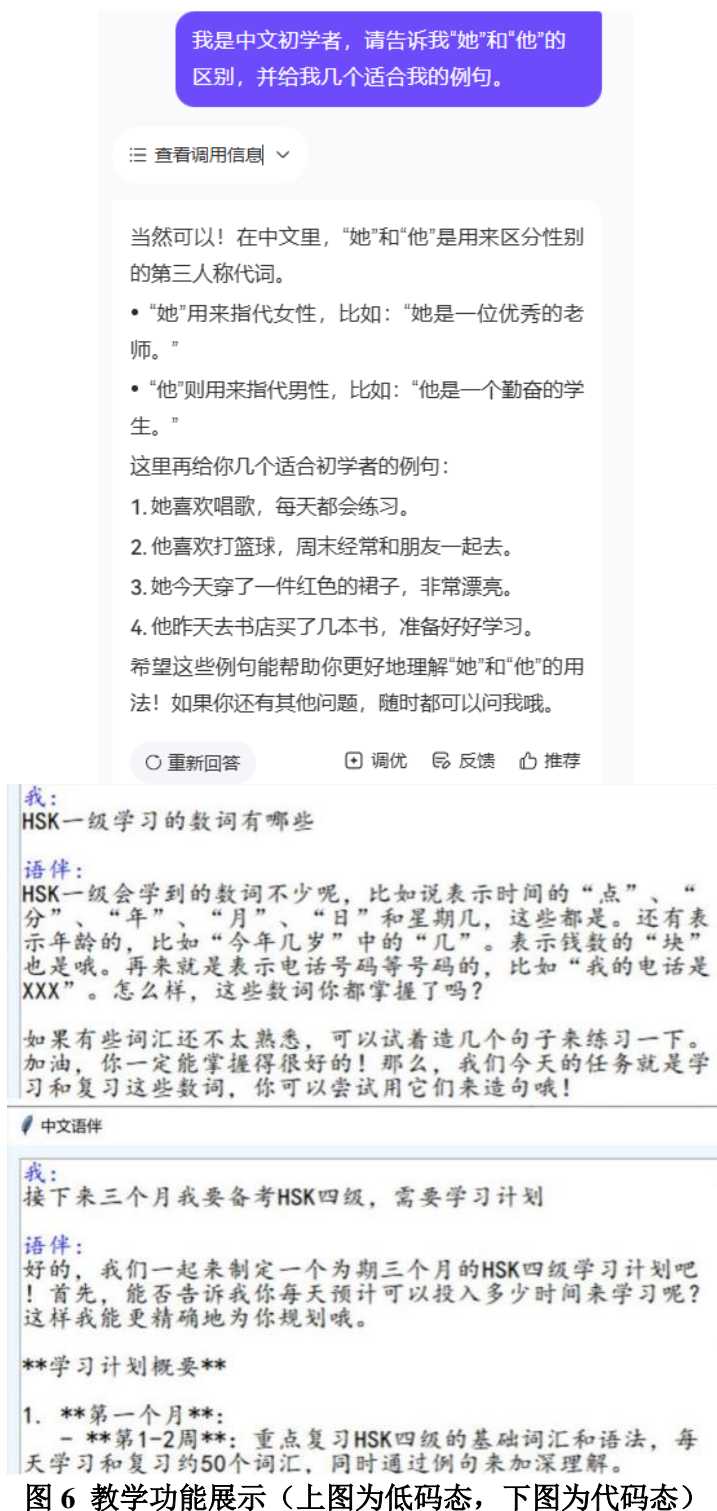 我是中文初学者，请告诉我“她”和“他”的
区别，并给我几个适合我的例句。
查看调用信息
当然可以！在中文里，“她”和“他”是用来区分性别
的第三人称代词。
• “她”用来指代女性，比如：“她是一位优秀的老
师。”
• “他”则用来指代男性，比如：“他是一个勤奋的学
生。”
这里再给你几个适合初学者的例句：
1. 她喜欢唱歌，每天都会练习。
2. 他喜欢打篮球，周末经常和朋友一起去。
3. 她今天穿了一件红色的裙子，非常漂亮。
4. 他昨天去书店买了几本书，准备好好学习。
希望这些例句能帮助你更好地理解“她”和“他”的用
法！如果你还有其他问题，随时都可以问我哦。
重新回答 调优 反馈 推荐
我：
HSK一级学习的数词有哪些
语伴：
HSK一级会学到的数词不少呢，比如说表示时间的“点”、“
分”、“年”、“月”、“日”和星期几，这些都是。还有表
示年龄的，比如“今年几岁”中的“几”。表示钱数的“块”
也是哦。再来就是表示电话号码等号码的，比如“我的电话是
XXX”。怎么样，这些数词你都掌握了吗？
如果有些词汇还不太熟悉，可以试着造几个句子来练习一下。
加油，你一定能掌握得很好的！那么，我们今天的任务就是学
习和复习这些数词，你可以尝试用它们来造句哦！
中文语伴
我：
接下来三个月我要备考HSK四级，需要学习计划
语伴：
好的，我们一起来制定一个为期三个月的HSK四级学习计划吧
！首先，能否告诉我你每天预计可以投入多少时间来学习呢？
这样我能更精确地为你规划哦。
**学习计划概要**
1. **第一个月**：
- **第1-2周**：重点复习HSK四级的基础词汇和语法，每
天学习和复习约50个词汇，同时通过例句来加深理解。
图 6 教学功能展示（上图为低码态，下图为代码态）